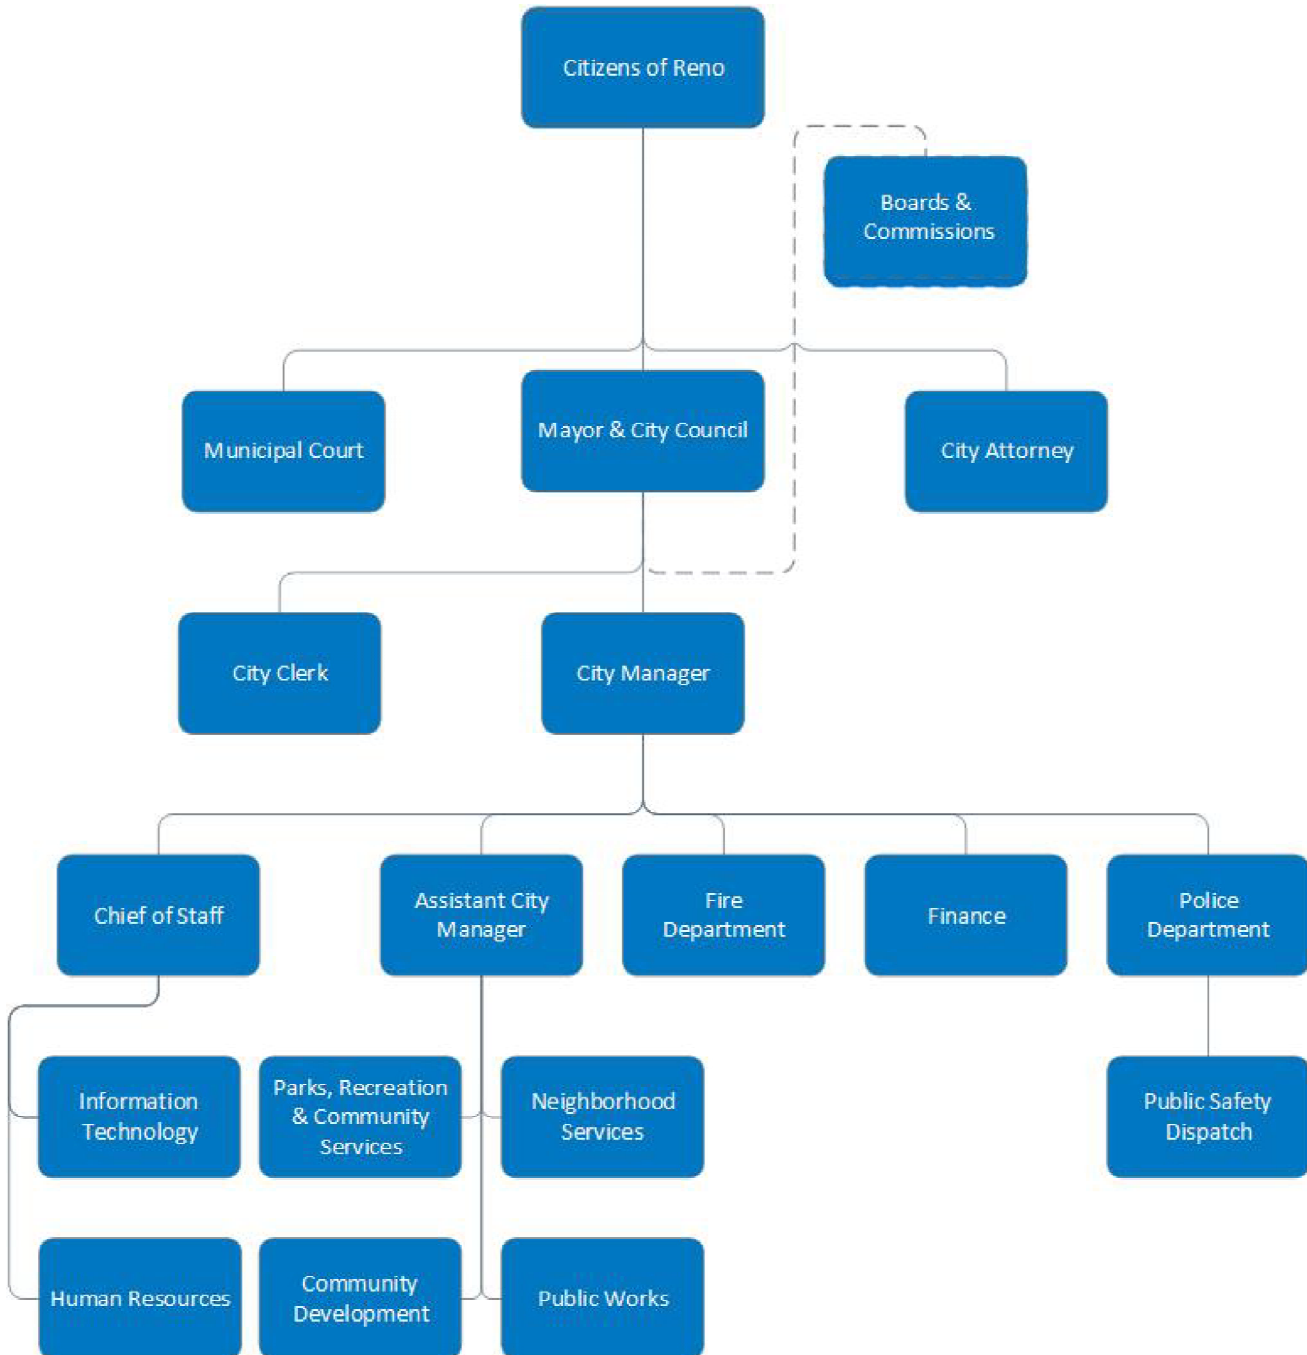 Citizens of Reno
Boards &
Commissions
Municipal Court
Mayor & City Council
City Attorney
City Clerk
City Manager
Chief of Staff
Assistant City
Manager
Fire
Department
Finance
Police
Department
Information
Technology
Parks, Recreation
& Community
Services
Neighborhood
Services
Public Safety
Dispatch
Human Resources
Community
Development
Public Works